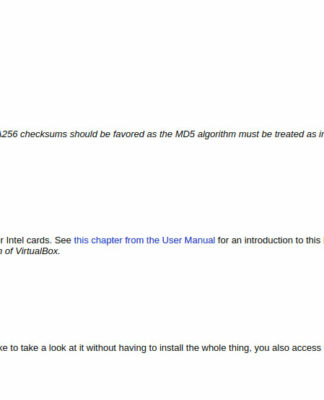 A256 checksums should be favored as the MD5 algorithm must be treated as in
r Intel cards. See this chapter from the User Manual for an introduction to this
n of VirtualBox.
ke to take a look at it without having to install the whole thing, you also access